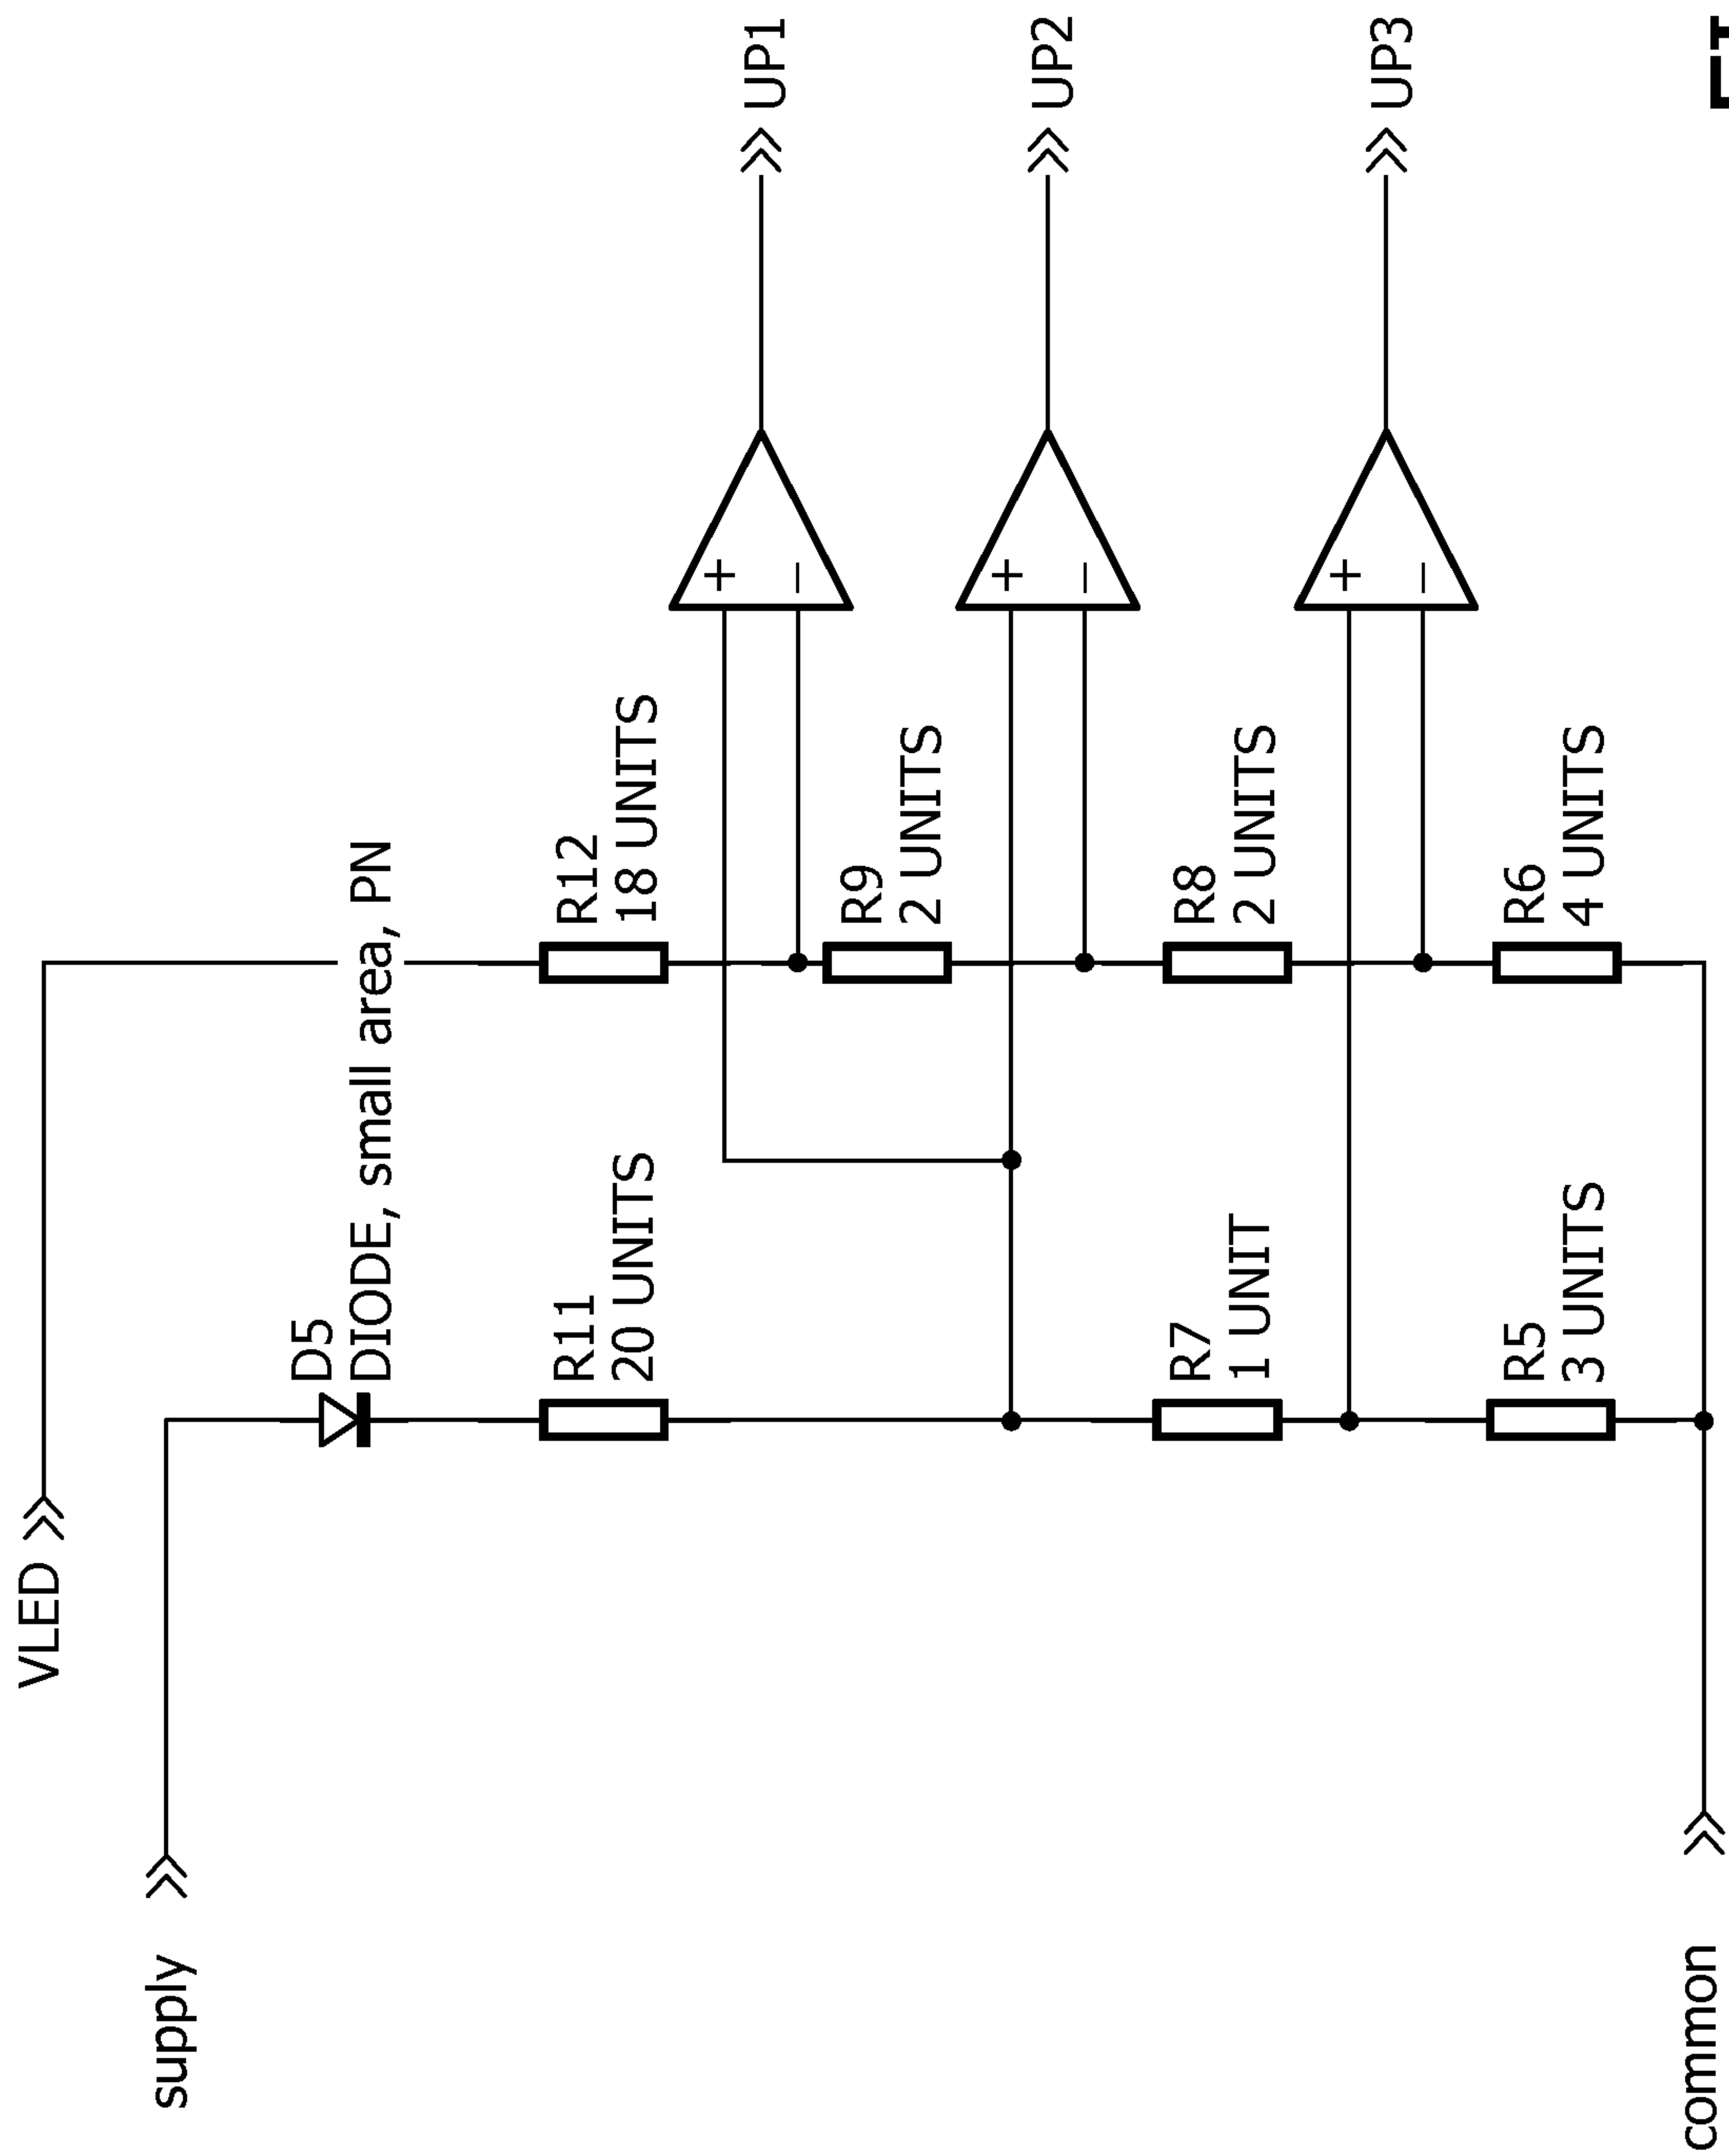 VLED
supply
D5
DIODE, small area, PN
R11
20 UNITS
R12
18 UNITS
+
–
UP1
R9
2 UNITS
+
–
UP2
R7
1 UNIT
R8
2 UNITS
+
–
UP3
R5
3 UNITS
R6
4 UNITS
common